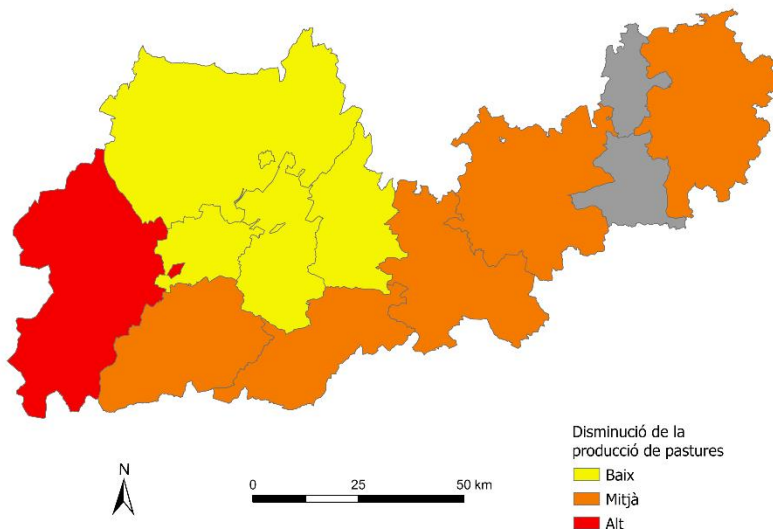 Disminució de la
producció de pastures
Baix
Mitjà
Alt
N
0 25 50 km